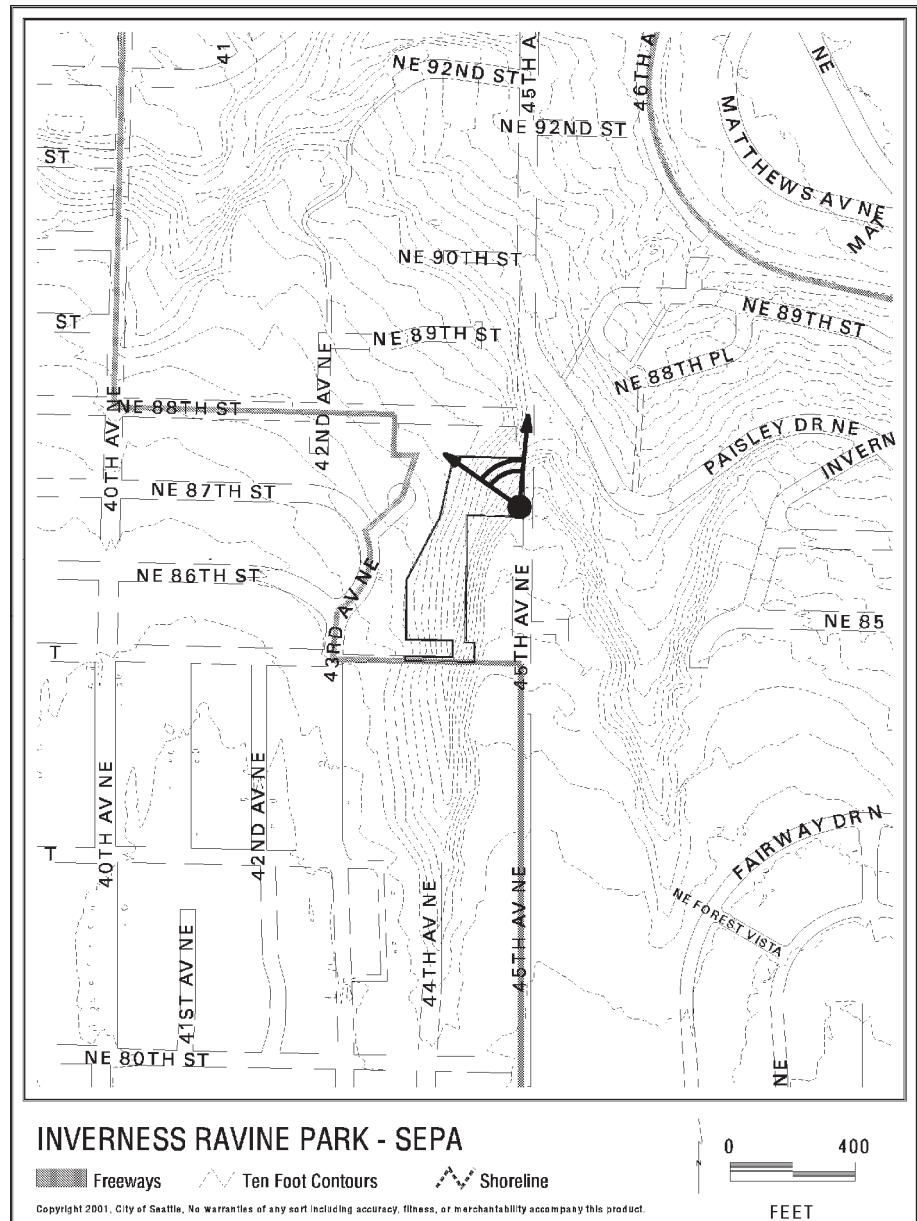 41
NE 92ND ST
45TH A
46TH A
NE
NE 92ND ST
MATTHEWS AV NE
MAT
ST
NE 90TH ST
ST
NE 89TH ST
NE 89TH ST
NE 88TH PL
42ND AV NE
NE 88TH ST
40TH AV NE
PAISLEY DR NE
INVERN
NE 87TH ST
NE 86TH ST
43RD AV NE
45TH AV NE
NE 85
T
40TH AV NE
42ND AV NE
T
FAIRWAY DR N
NE FOREST VISTA
41ST AV NE
44TH AV NE
45TH AV NE
NE 80TH ST
NE
INVERNESS RAVINE PARK - SEPA
Freeways
Ten Foot Contours
Shoreline
N
0 400
FEET
Copyright 2001, City of Seattle, No warranties of any sort including accuracy, fitness, or merchantability accompany this product.